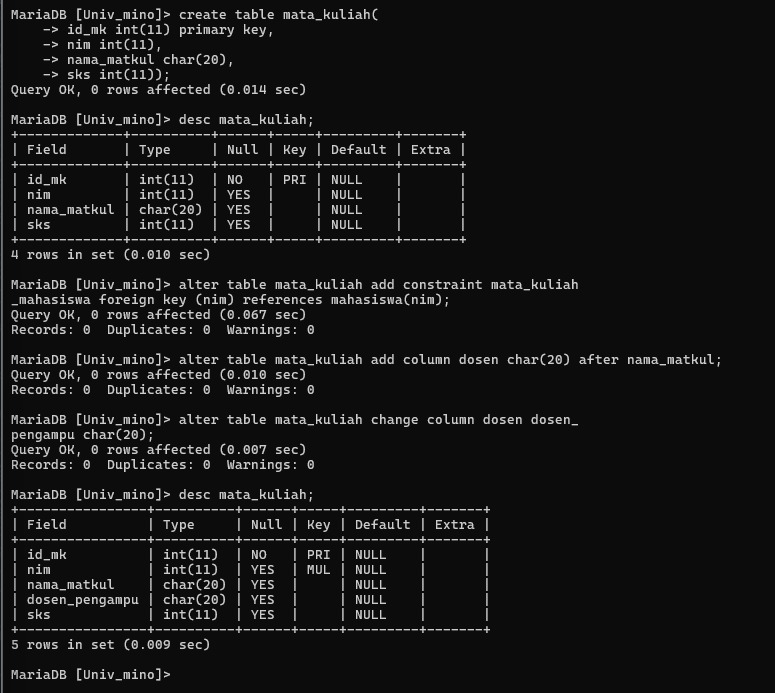 MariaDB [Univ_mino]> create table mata_kuliah(
    -> id_mk int(11) primary key,
    -> nim int(11),
    -> nama_matkul char(20),
    -> sks int(11));
Query OK, 0 rows affected (0.014 sec)

MariaDB [Univ_mino]> desc mata_kuliah;
+-------------+----------+------+-----+---------+-------+
| Field       | Type     | Null | Key | Default | Extra |
+-------------+----------+------+-----+---------+-------+
| id_mk       | int(11)  | NO   | PRI | NULL    |       |
| nim         | int(11)  | YES  |     | NULL    |       |
| nama_matkul | char(20) | YES  |     | NULL    |       |
| sks         | int(11)  | YES  |     | NULL    |       |
+-------------+----------+------+-----+---------+-------+
4 rows in set (0.010 sec)

MariaDB [Univ_mino]> alter table mata_kuliah add constraint mata_kuliah
_mahasiswa foreign key (nim) references mahasiswa(nim);
Query OK, 0 rows affected (0.067 sec)
Records: 0  Duplicates: 0  Warnings: 0

MariaDB [Univ_mino]> alter table mata_kuliah add column dosen char(20) after nama_matkul;
Query OK, 0 rows affected (0.010 sec)
Records: 0  Duplicates: 0  Warnings: 0

MariaDB [Univ_mino]> alter table mata_kuliah change column dosen dosen_
pengampu char(20);
Query OK, 0 rows affected (0.007 sec)
Records: 0  Duplicates: 0  Warnings: 0

MariaDB [Univ_mino]> desc mata_kuliah;
+----------------+----------+------+-----+---------+-------+
| Field          | Type     | Null | Key | Default | Extra |
+----------------+----------+------+-----+---------+-------+
| id_mk          | int(11)  | NO   | PRI | NULL    |       |
| nim            | int(11)  | YES  | MUL | NULL    |       |
| nama_matkul    | char(20) | YES  |     | NULL    |       |
| dosen_pengampu | char(20) | YES  |     | NULL    |       |
| sks            | int(11)  | YES  |     | NULL    |       |
+----------------+----------+------+-----+---------+-------+
5 rows in set (0.009 sec)

MariaDB [Univ_mino]>